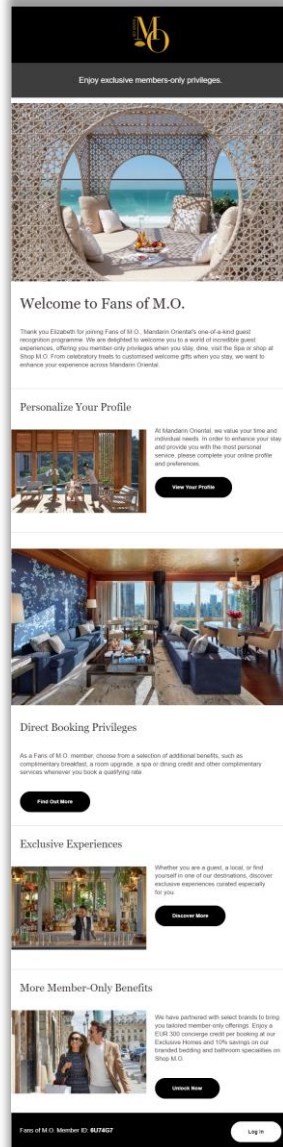 FANS OF
M.O
Enjoy exclusive members-only privileges.
Welcome to Fans of M.O.
Thank you Elizabeth for joining Fans of M.O., Mandarin Oriental's one-of-a-kind guest
recognition programme. We are delighted to welcome you to a world of incredible guest
experiences, offering you member-only privileges when you stay, dine, visit the Spa or shop at
Shop M.O. From celebratory treats to customised welcome gifts when you stay, we want to
enhance your experience across Mandarin Oriental.
Personalize Your Profile
At Mandarin Oriental, we value your time and
individual needs. In order to enhance your stay
and provide you with the most personal
service, please complete your online profile
and preferences.
View Your Profile
Direct Booking Privileges
As a Fans of M.O. member, choose from a selection of additional benefits, such as
complimentary breakfast, a room upgrade, a spa or dining credit and other complimentary
services whenever you book a qualifying rate.
Find Out More
Exclusive Experiences
Whether you are a guest, a local, or find
yourself in one of our destinations, discover
exclusive experiences curated especially
for you.
Discover More
More Member-Only Benefits
We have partnered with select brands to bring
you tailored member-only offerings. Enjoy a
EUR 300 concierge credit per booking at our
Exclusive Homes and 10% savings on our
branded bedding and bathroom specialities on
Shop M.O.
Unlock Now
Fans of M.O. Member ID: 6U74G7
Log In